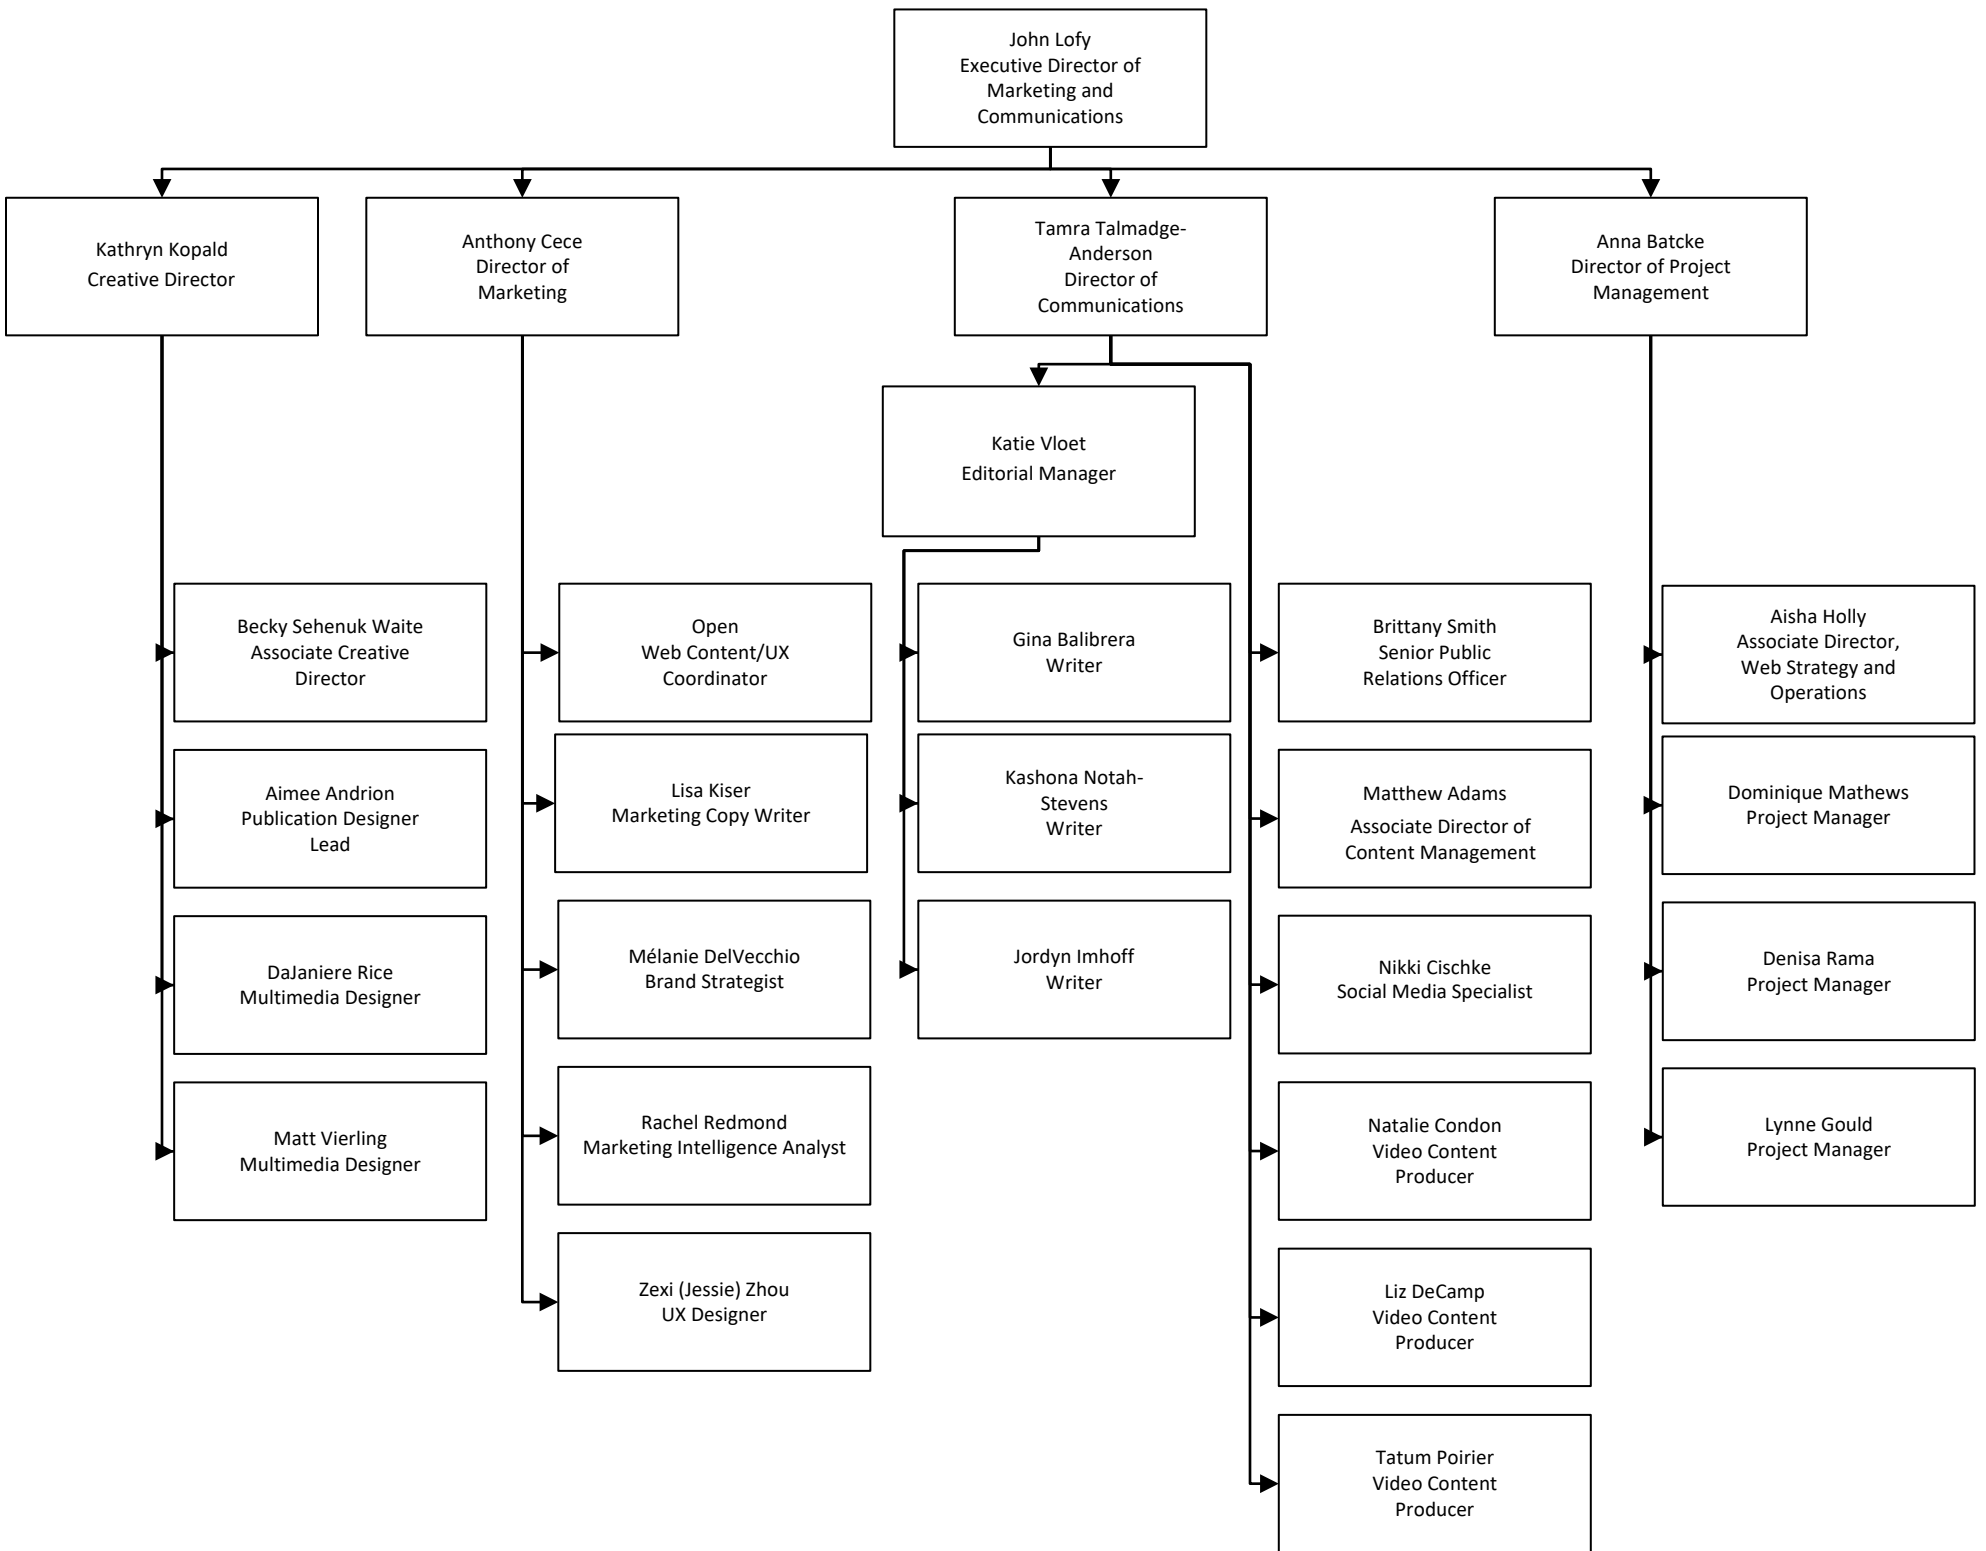 John Lofy
Executive Director of
Marketing and
Communications
Kathryn Kopald
Creative Director
Anthony Cece
Director of
Marketing
Tamra Talmadge-
Anderson
Director of
Communications
Anna Batcke
Director of Project
Management
Katie Vloet
Editorial Manager
Becky Sehenuk Waite
Associate Creative
Director
Aimee Andrion
Publication Designer
Lead
DaJaniere Rice
Multimedia Designer
Matt Vierling
Multimedia Designer
Open
Web Content/UX
Coordinator
Lisa Kiser
Marketing Copy Writer
Mélanie DelVecchio
Brand Strategist
Rachel Redmond
Marketing Intelligence Analyst
Zexi (Jessie) Zhou
UX Designer
Gina Balibrera
Writer
Kashona Notah-
Stevens
Writer
Jordyn Imhoff
Writer
Brittany Smith
Senior Public
Relations Officer
Matthew Adams
Associate Director of
Content Management
Nikki Cischke
Social Media Specialist
Natalie Condon
Video Content
Producer
Liz DeCamp
Video Content
Producer
Tatum Poirier
Video Content
Producer
Aisha Holly
Associate Director,
Web Strategy and
Operations
Dominique Mathews
Project Manager
Denisa Rama
Project Manager
Lynne Gould
Project Manager